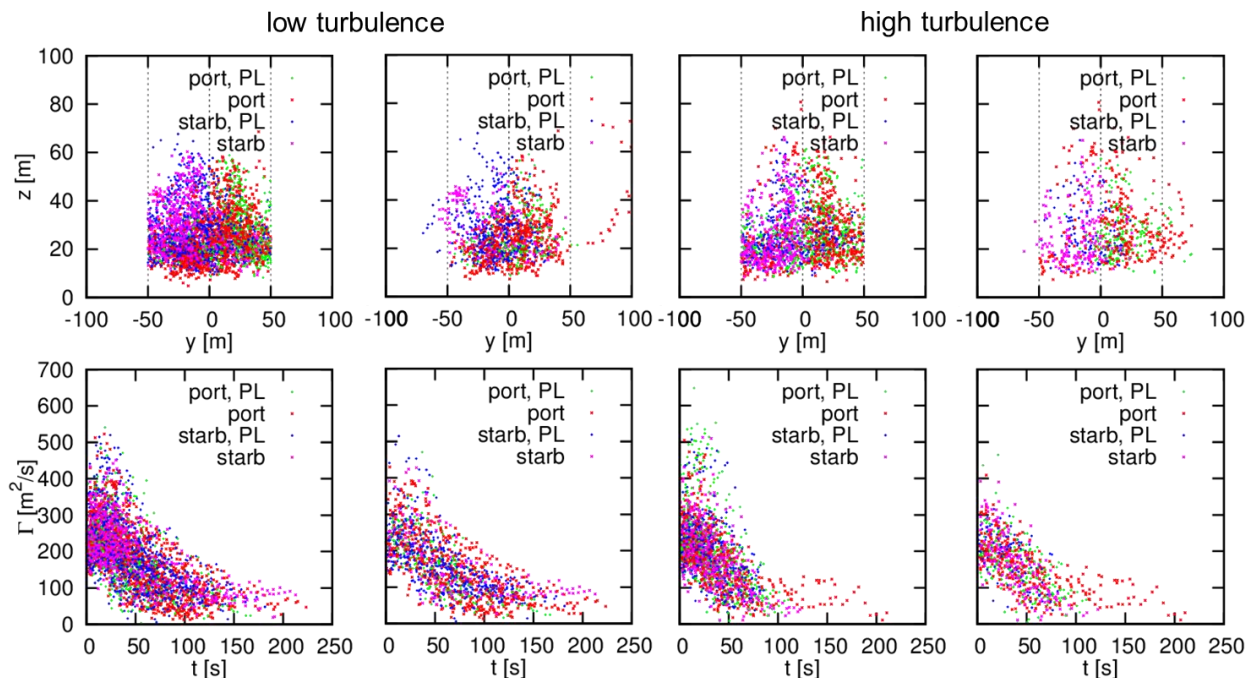 low turbulence
high turbulence
z [m]
100
80
60
40
20
0
port, PL
port
starb, PL
starb
-100 -50 0 50 100
y [m]
port, PL
port
starb, PL
starb
-100 -50 0 50 100
y [m]
port, PL
port
starb, PL
starb
-100 -50 0 50 100
y [m]
port, PL
port
starb, PL
starb
-100 -50 0 50 100
y [m]
Γ [m²/s]
700
600
500
400
300
200
100
0
port, PL
port
starb, PL
starb
0 50 100 150 200 250
t [s]
port, PL
port
starb, PL
starb
0 50 100 150 200 250
t [s]
port, PL
port
starb, PL
starb
0 50 100 150 200 250
t [s]
port, PL
port
starb, PL
starb
0 50 100 150 200 250
t [s]